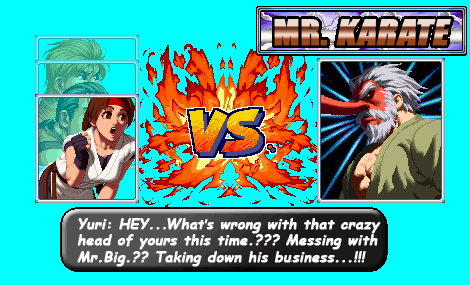 MR. KARATE
VS.
Yuri: HEY...What's wrong with that crazy
head of yours this time.??? Messing with
Mr.Big.?? Taking down his business...!!!